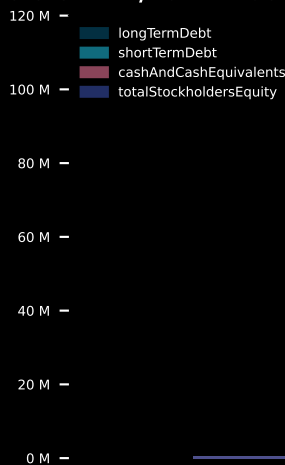 120 M
longTermDebt
shortTermDebt
100 M
cashAndCashEquivalents
totalStockholdersEquity
80 M
60 M
40 M
20 M
0 M